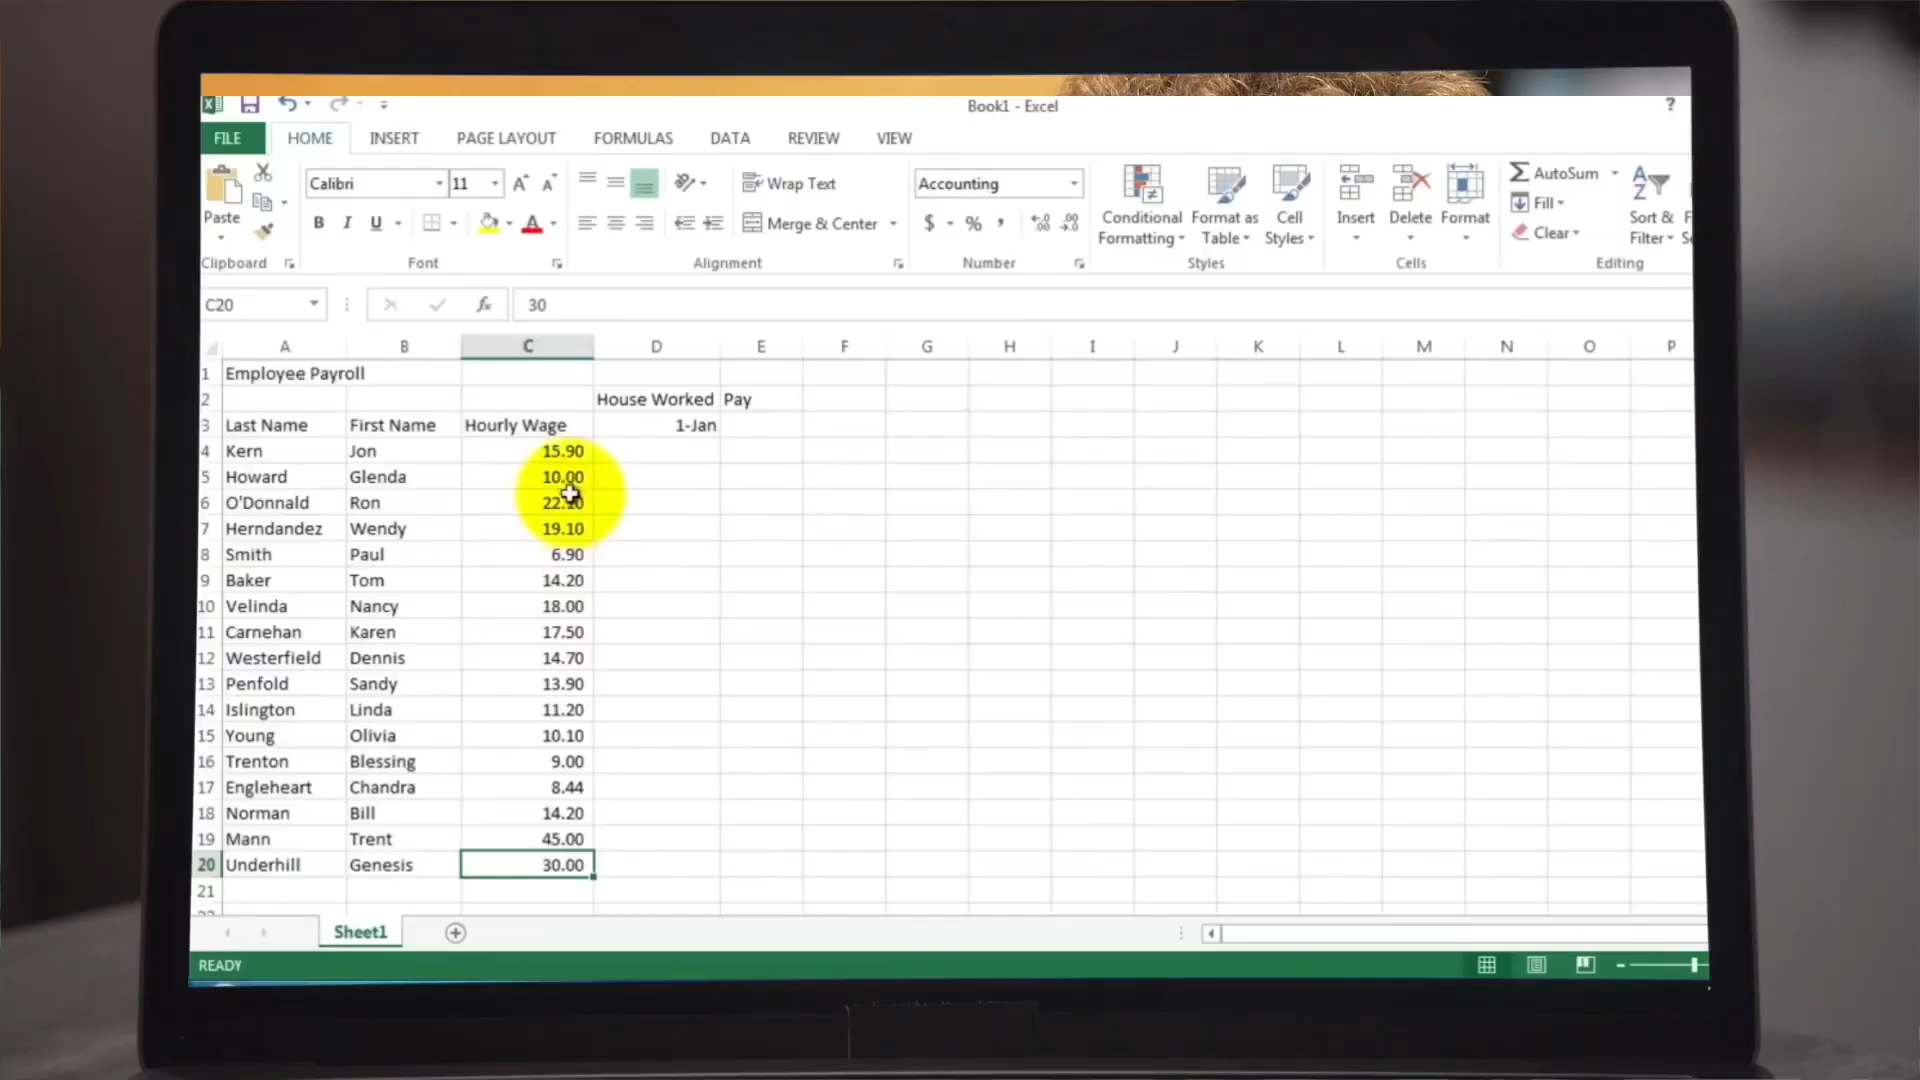 Book1 - Excel ?
FILE HOME INSERT PAGE LAYOUT FORMULAS DATA REVIEW VIEW
Calibri 11 Wrap Text Accounting AutoSum
Fill
Paste B I U A Merge & Center $ % , Conditional Formatting Format as Table Cell Styles Insert Delete Format Sort & Filter
Clear
Clipboard Font Alignment Number Styles Cells Editing
C20 fx 30
A B C D E F G H I J K L M N O P
1 Employee Payroll
2 House Worked Pay
3 Last Name First Name Hourly Wage 1-Jan
4 Kern Jon 15.90
5 Howard Glenda 10.00
6 O'Donnald Ron
7 Herndandez Wendy 19.10
8 Smith Paul 6.90
9 Baker Tom 14.20
10 Velinda Nancy 18.00
11 Carnehan Karen 17.50
12 Westerfield Dennis 14.70
13 Penfold Sandy 13.90
14 Islington Linda 11.20
15 Young Olivia 10.10
16 Trenton Blessing 9.00
17 Engleheart Chandra 8.44
18 Norman Bill 14.20
19 Mann Trent 45.00
20 Underhill Genesis 30.00
21
Sheet1
READY